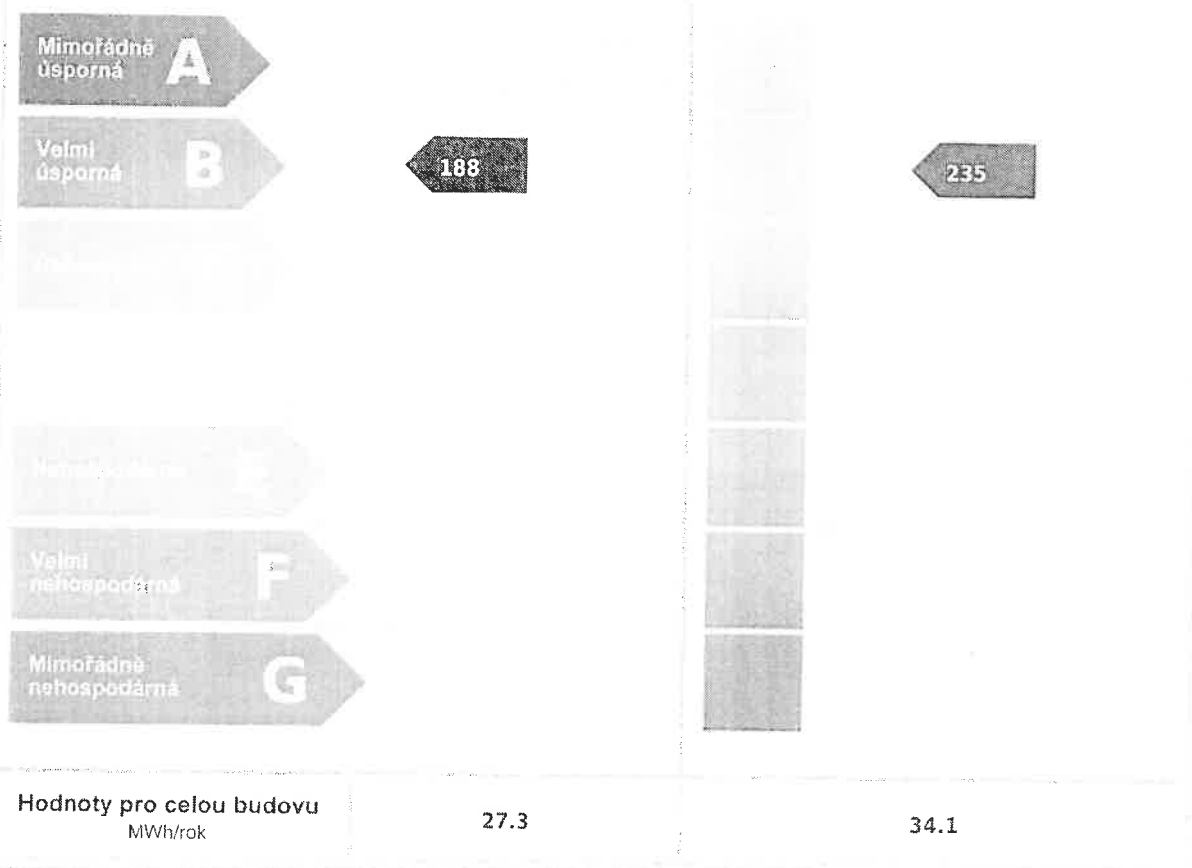 Mimořádně
úsporná
A
Velmi
úsporná
B
188
235
E
Velmi
nehospodárná
F
Mimořádně
nehospodárná
G
Hodnoty pro celou budovu
MWh/rok
27.3
34.1